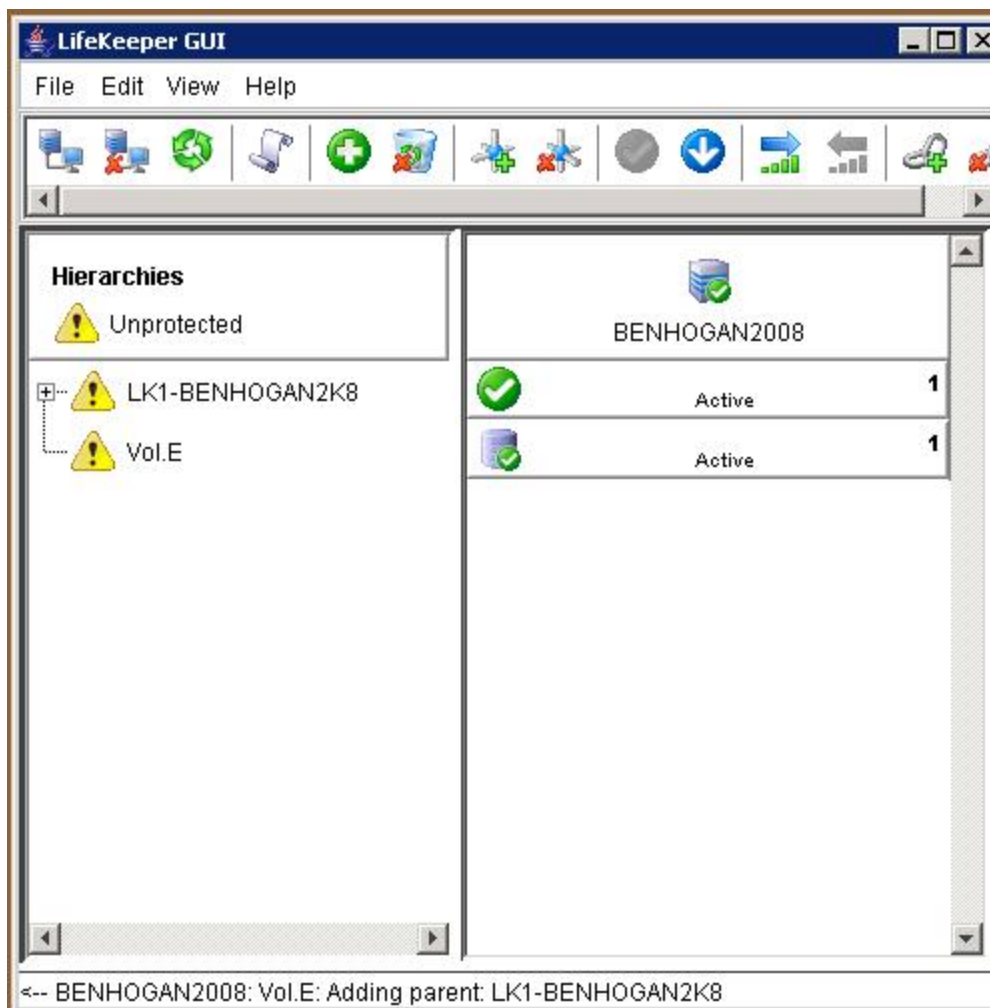 LifeKeeper GUI
File Edit View Help
Hierarchies
Unprotected
LK1-BENHOGAN2K8
Vol.E
BENHOGAN2008
Active 1
Active 1
<-- BENHOGAN2008: Vol.E: Adding parent: LK1-BENHOGAN2K8